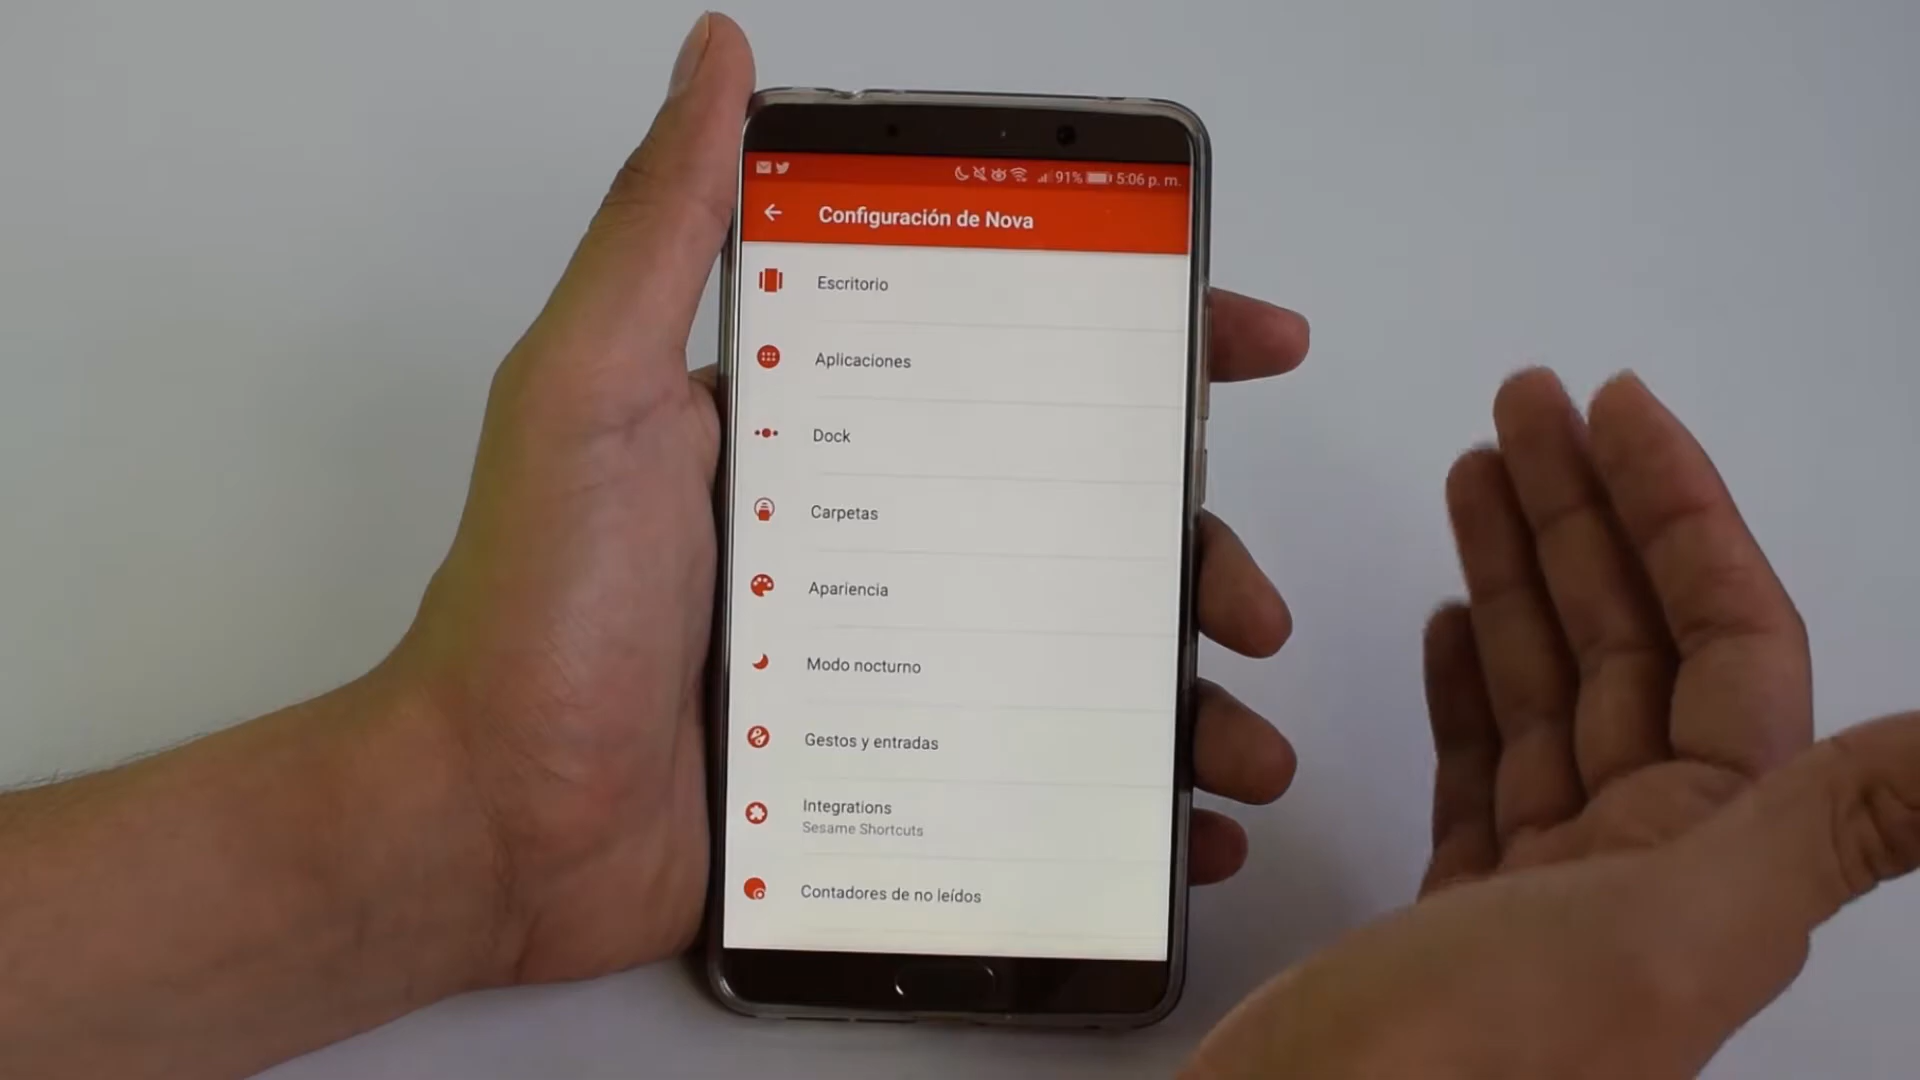 91% 5:06 p. m.
Configuración de Nova
Escritorio
Aplicaciones
Dock
Carpetas
Apariencia
Modo nocturno
Gestos y entradas
Integrations
Sesame Shortcuts
Contadores de no leídos